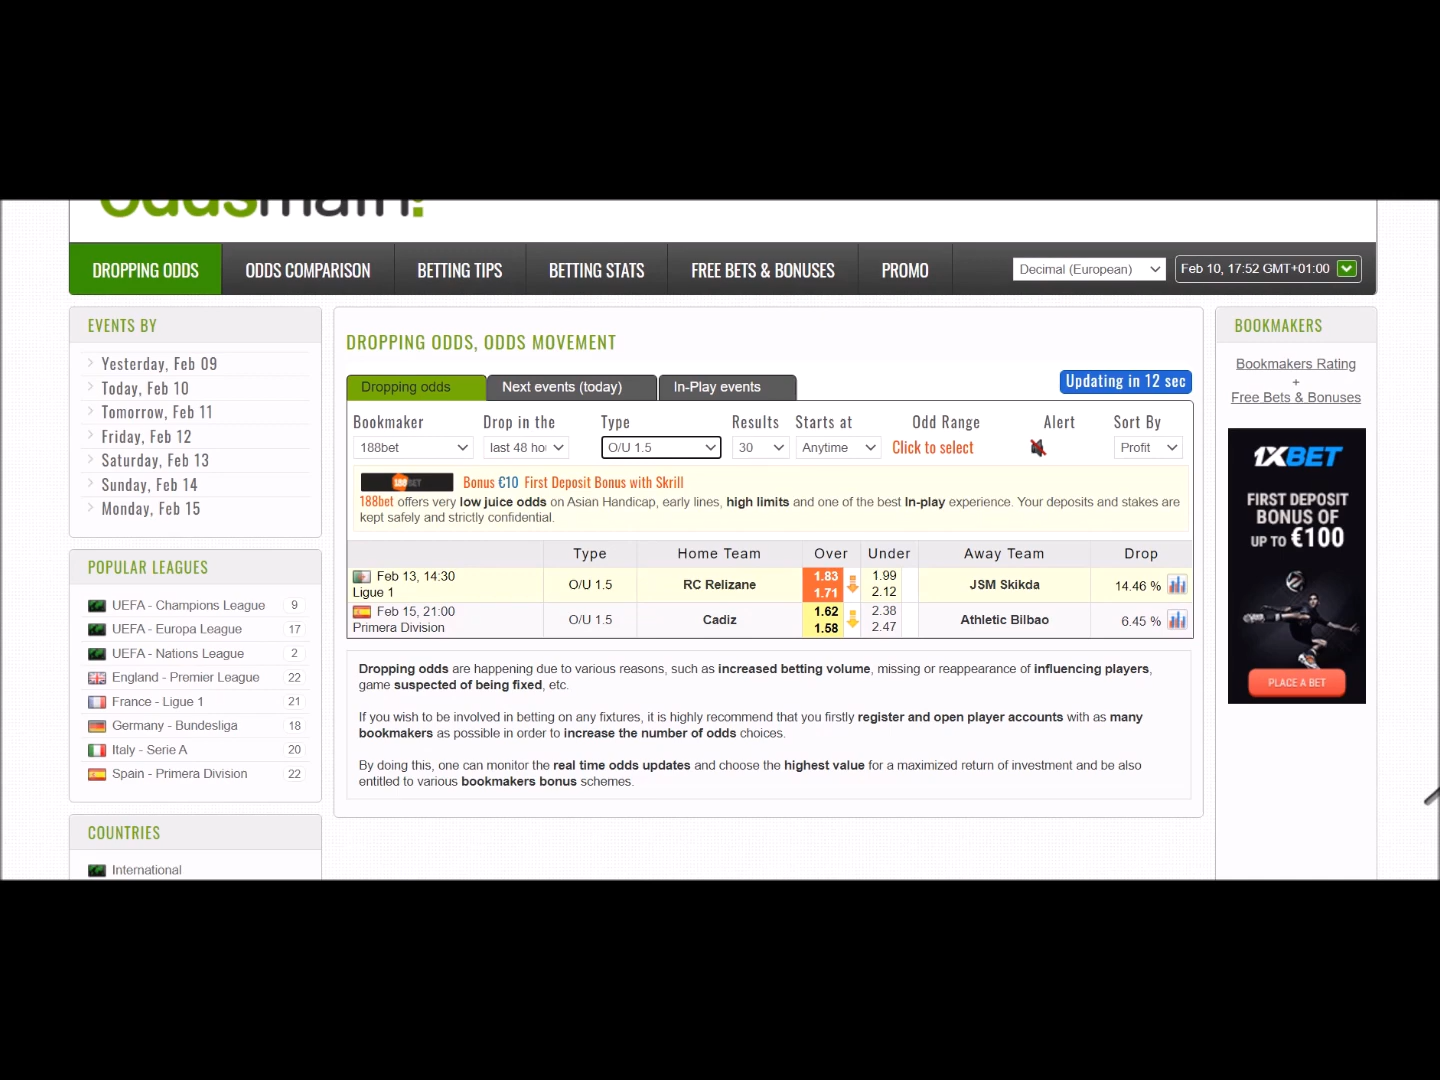 oddsmath!
DROPPING ODDS
ODDS COMPARISON
BETTING TIPS
BETTING STATS
FREE BETS & BONUSES
PROMO
Decimal (European)
Feb 10, 17:52 GMT+01:00
EVENTS BY
Yesterday, Feb 09
Today, Feb 10
Tomorrow, Feb 11
Friday, Feb 12
Saturday, Feb 13
Sunday, Feb 14
Monday, Feb 15
POPULAR LEAGUES
UEFA - Champions League 9
UEFA - Europa League 17
UEFA - Nations League 2
England - Premier League 22
France - Ligue 1 21
Germany - Bundesliga 18
Italy - Serie A 20
Spain - Primera Division 22
COUNTRIES
International
DROPPING ODDS, ODDS MOVEMENT
Dropping odds
Next events (today)
In-Play events
Updating in 12 sec
Bookmaker Drop in the Type Results Starts at Odd Range Alert Sort By
188bet last 48 ho O/U 1.5 30 Anytime Click to select Profit
188BET Bonus €10 First Deposit Bonus with Skrill
188bet offers very low juice odds on Asian Handicap, early lines, high limits and one of the best In-play experience. Your deposits and stakes are
kept safely and strictly confidential.
Type Home Team Over Under Away Team Drop
Feb 13, 14:30 1.83 1.99
O/U 1.5 RC Relizane JSM Skikda 14.46 %
Ligue 1 1.71 2.12
Feb 15, 21:00 1.62 2.38
O/U 1.5 Cadiz Athletic Bilbao 6.45 %
Primera Division 1.58 2.47
Dropping odds are happening due to various reasons, such as increased betting volume, missing or reappearance of influencing players,
game suspected of being fixed, etc.
If you wish to be involved in betting on any fixtures, it is highly recommend that you firstly register and open player accounts with as many
bookmakers as possible in order to increase the number of odds choices.
By doing this, one can monitor the real time odds updates and choose the highest value for a maximized return of investment and be also
entitled to various bookmakers bonus schemes.
BOOKMAKERS
Bookmakers Rating
+
Free Bets & Bonuses
1XBET
FIRST DEPOSIT
BONUS OF
UP TO €100
PLACE A BET